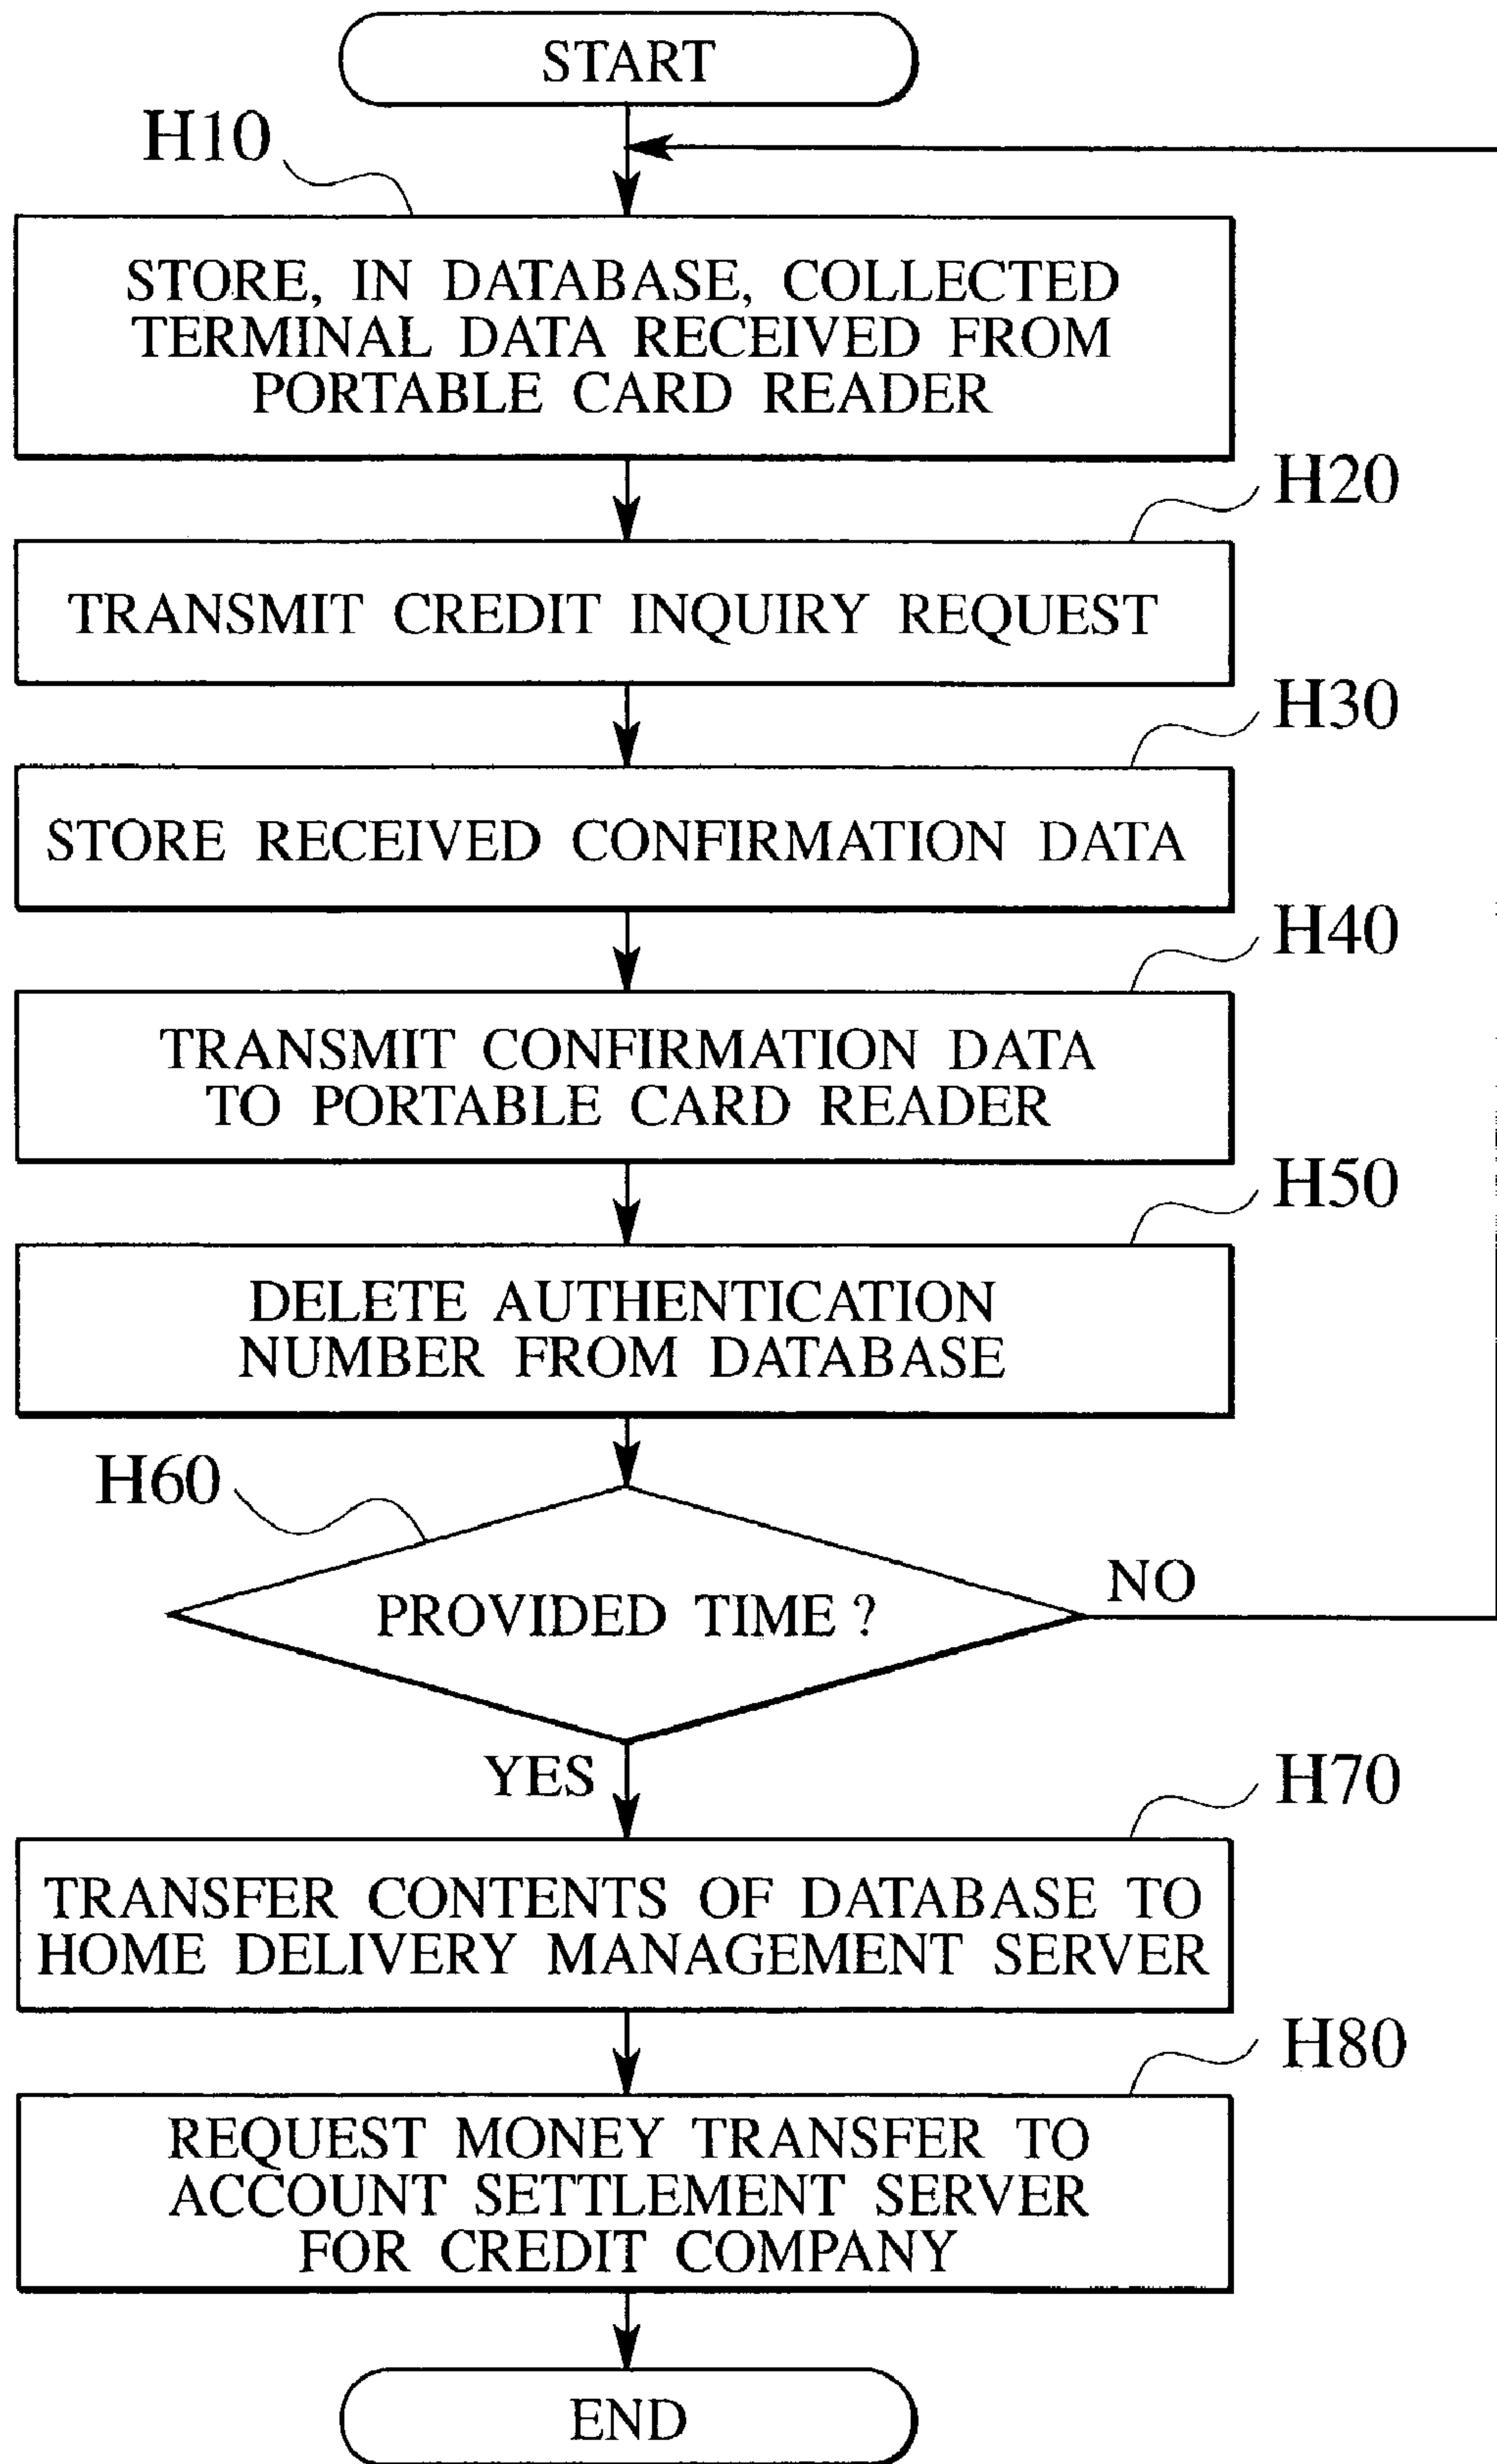 START
H10
STORE, IN DATABASE, COLLECTED
TERMINAL DATA RECEIVED FROM
PORTABLE CARD READER
H20
TRANSMIT CREDIT INQUIRY REQUEST
H30
STORE RECEIVED CONFIRMATION DATA
H40
TRANSMIT CONFIRMATION DATA
TO PORTABLE CARD READER
H50
DELETE AUTHENTICATION
NUMBER FROM DATABASE
H60
PROVIDED TIME ?
NO
YES
H70
TRANSFER CONTENTS OF DATABASE TO
HOME DELIVERY MANAGEMENT SERVER
H80
REQUEST MONEY TRANSFER TO
ACCOUNT SETTLEMENT SERVER
FOR CREDIT COMPANY
END